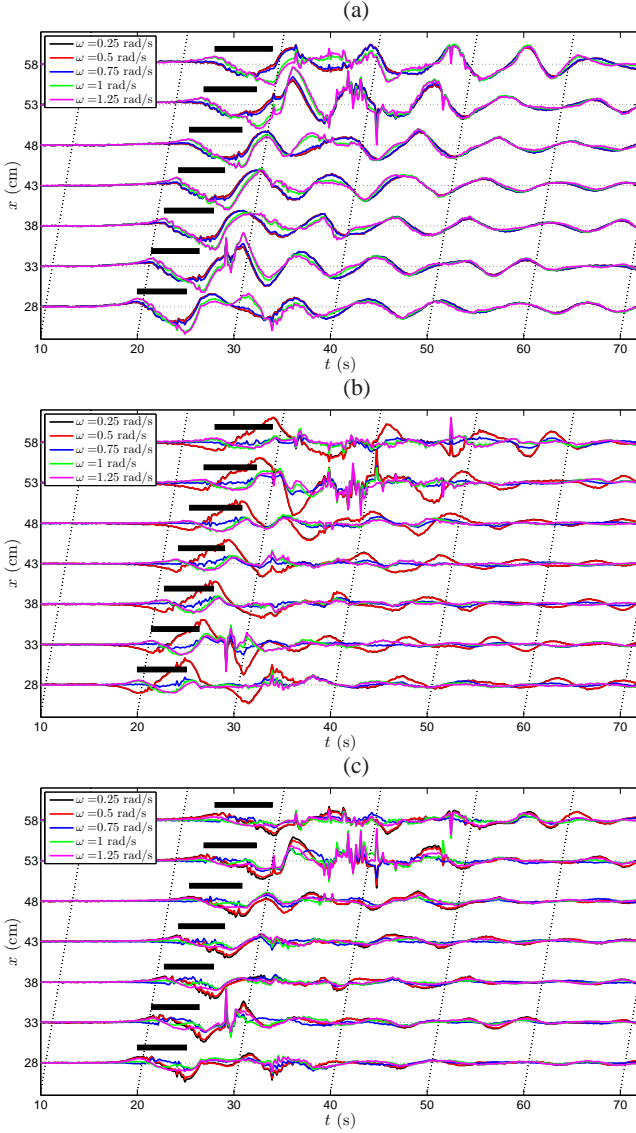 (a)
ω =0.25 rad/s
ω =0.5 rad/s
ω =0.75 rad/s
ω =1 rad/s
ω =1.25 rad/s
58
53
48
43
38
33
28
x (cm)
10 20 30 40 50 60 70
t (s)
(b)
ω =0.25 rad/s
ω =0.5 rad/s
ω =0.75 rad/s
ω =1 rad/s
ω =1.25 rad/s
58
53
48
43
38
33
28
x (cm)
10 20 30 40 50 60 70
t (s)
(c)
ω =0.25 rad/s
ω =0.5 rad/s
ω =0.75 rad/s
ω =1 rad/s
ω =1.25 rad/s
58
53
48
43
38
33
28
x (cm)
10 20 30 40 50 60 70
t (s)